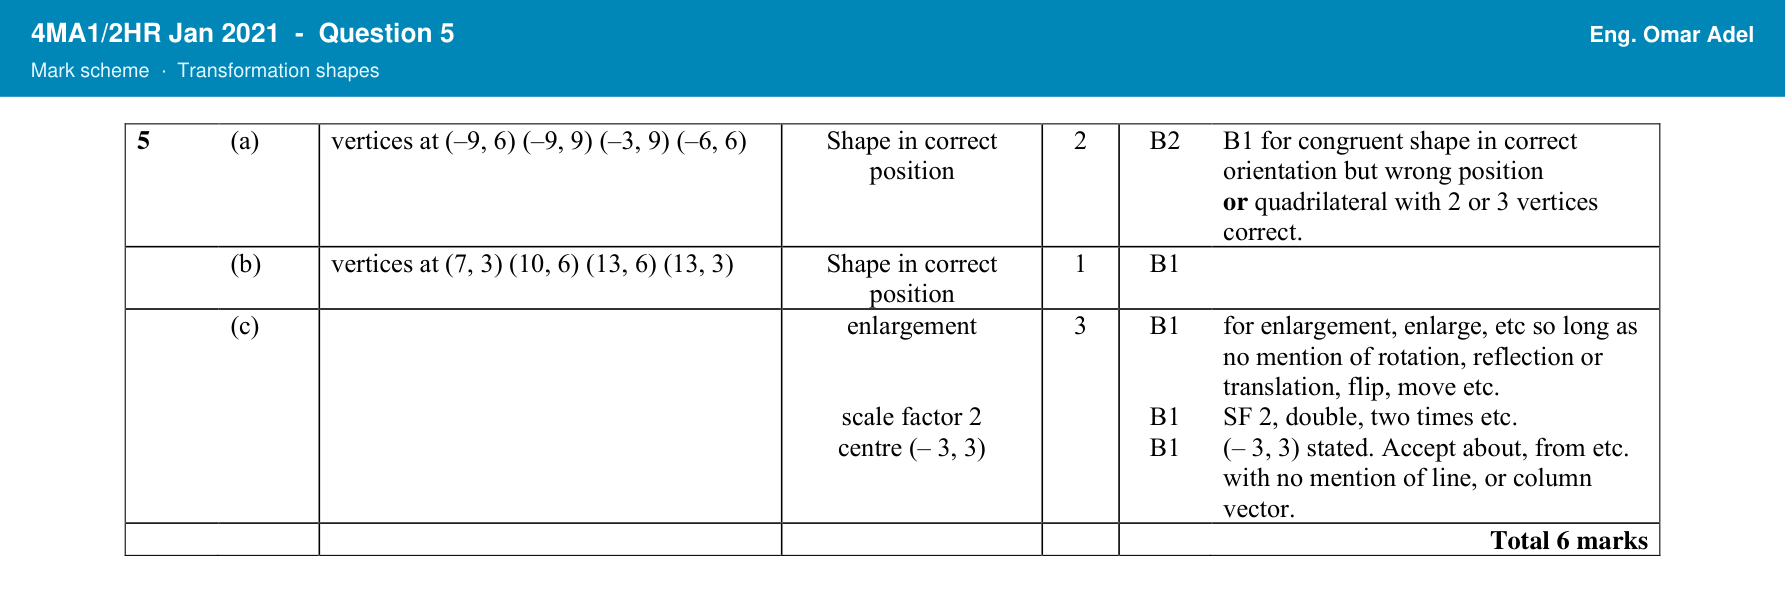 4MA1/2HR Jan 2021 - Question 5
Eng. Omar Adel
Mark scheme · Transformation shapes
5 (a) vertices at (–9, 6) (–9, 9) (–3, 9) (–6, 6) Shape in correct 2 B2 B1 for congruent shape in correct
position orientation but wrong position
or quadrilateral with 2 or 3 vertices
correct.
(b) vertices at (7, 3) (10, 6) (13, 6) (13, 3) Shape in correct 1 B1
position
(c) enlargement 3 B1 for enlargement, enlarge, etc so long as
no mention of rotation, reflection or
translation, flip, move etc.
scale factor 2 B1 SF 2, double, two times etc.
centre (– 3, 3) B1 (– 3, 3) stated. Accept about, from etc.
with no mention of line, or column
vector.
Total 6 marks